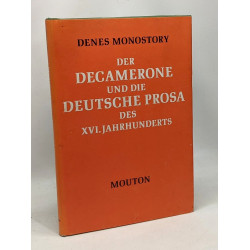 DENES MONOSTORY
DER
DECAMERONE
UND DIE
DEUTSCHE PROSA
DES
XVI. JAHRHUNDERTS
MOUTON